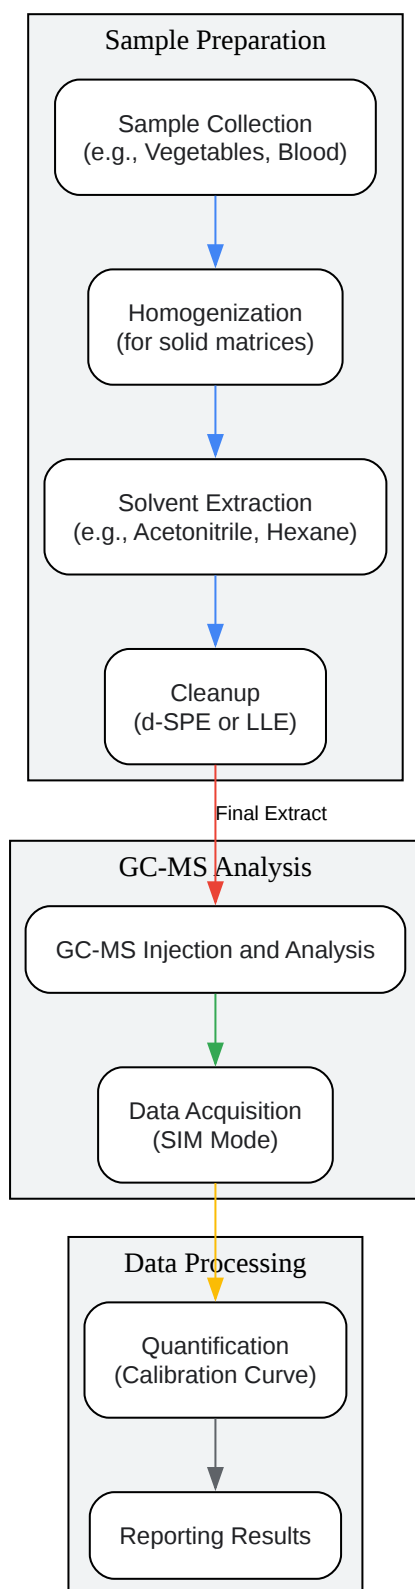 Sample Preparation
Sample Collection
(e.g., Vegetables, Blood)
Homogenization
(for solid matrices)
Solvent Extraction
(e.g., Acetonitrile, Hexane)
Cleanup
(d-SPE or LLE)
Final Extract
GC-MS Analysis
GC-MS Injection and Analysis
Data Acquisition
(SIM Mode)
Data Processing
Quantification
(Calibration Curve)
Reporting Results